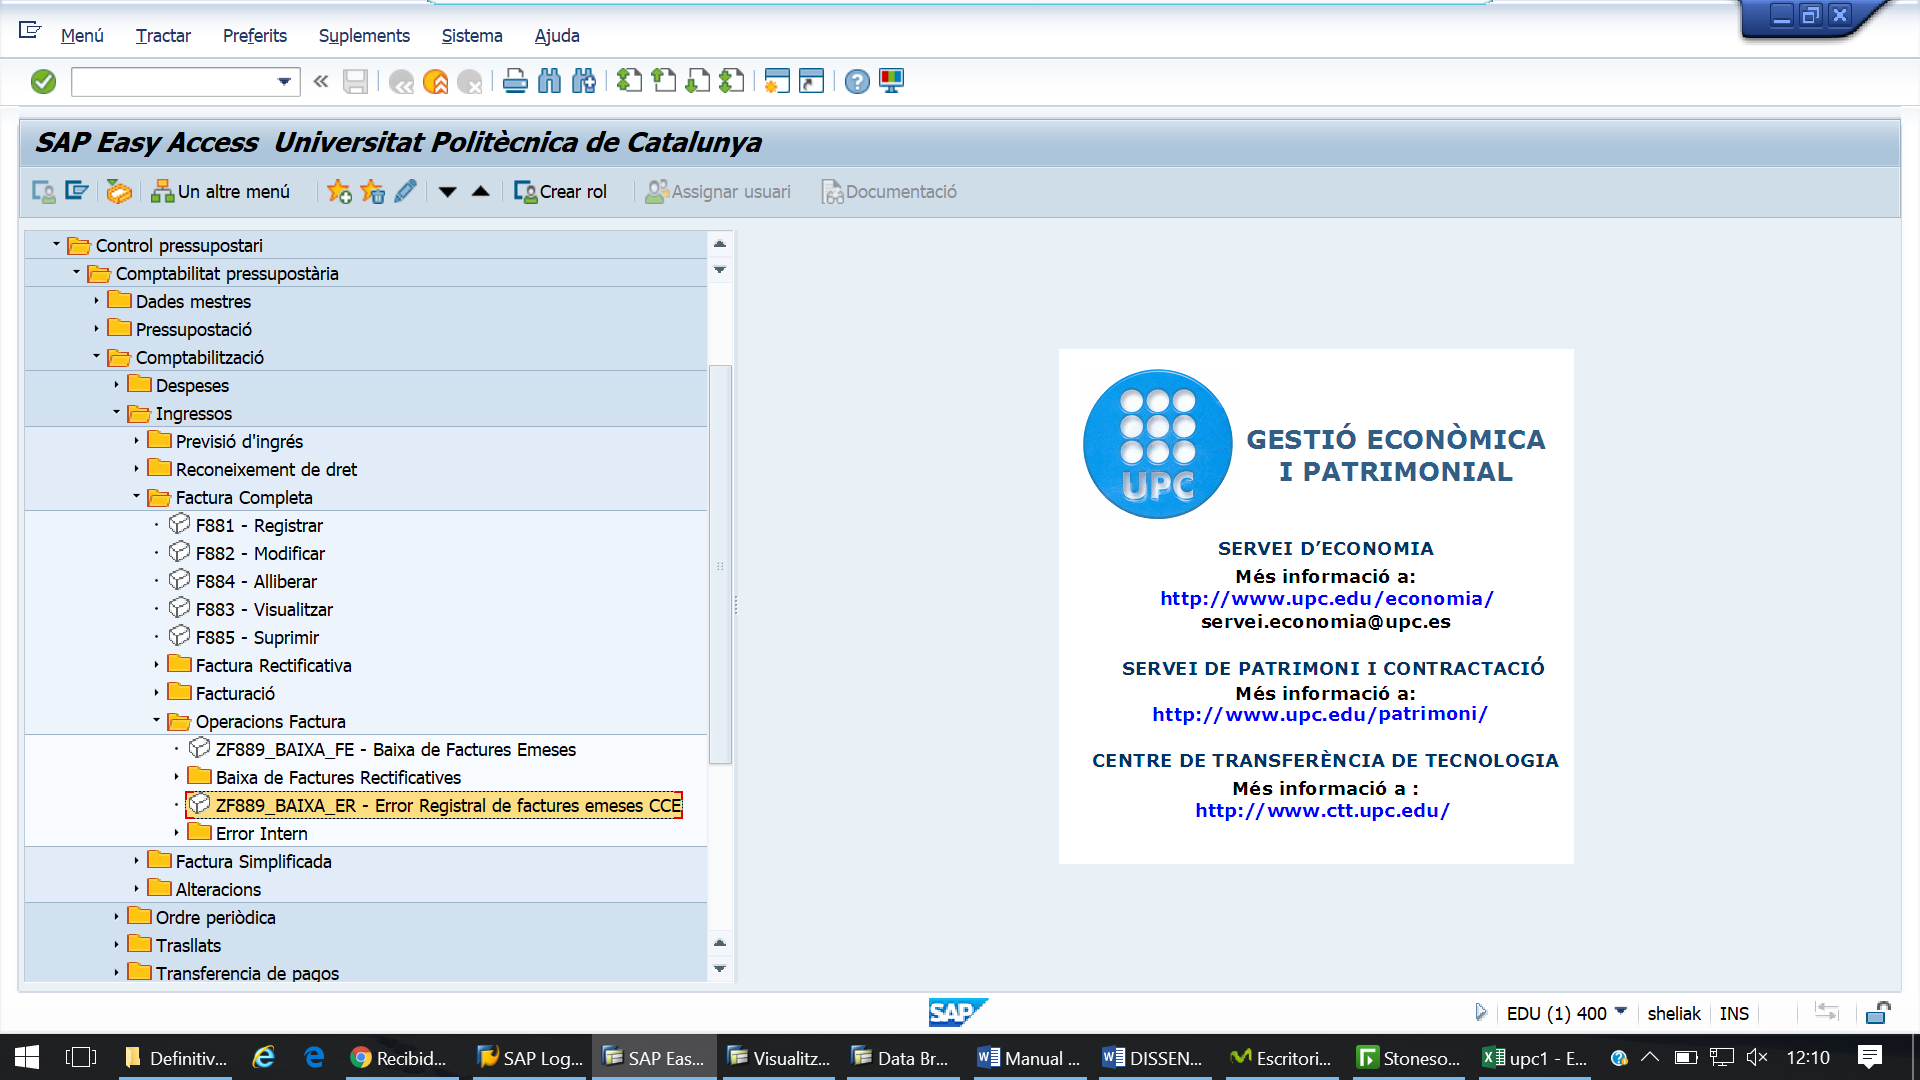 Menú Tractar Preferits Suplements Sistema Ajuda
SAP Easy Access Universitat Politècnica de Catalunya
Un altre menú Crear rol Assignar usuari Documentació
Control pressupostari
Comptabilitat pressupostària
Dades mestres
Pressupostació
Comptabilització
Despeses
Ingressos
Previsió d'ingrés
Reconeixement de dret
Factura Completa
F881 - Registrar
F882 - Modificar
F884 - Alliberar
F883 - Visualitzar
F885 - Suprimir
Factura Rectificativa
Facturació
Operacions Factura
ZF889_BAIXA_FE - Baixa de Factures Emeses
Baixa de Factures Rectificatives
ZF889_BAIXA_ER - Error Registral de factures emeses CCE
Error Intern
Factura Simplificada
Alteracions
Ordre periòdica
Trasllats
Transferencia de pagos
UPC
GESTIÓ ECONÒMICA
I PATRIMONIAL
SERVEI D’ECONOMIA
Més informació a:
http://www.upc.edu/economia/
servei.economia@upc.es
SERVEI DE PATRIMONI I CONTRACTACIÓ
Més informació a:
http://www.upc.edu/patrimoni/
CENTRE DE TRANSFERÈNCIA DE TECNOLOGIA
Més informació a :
http://www.ctt.upc.edu/
SAP EDU (1) 400 sheliak INS
Definitiv... Recibid... SAP Log... SAP Eas... Visualitz... Data Br... Manual ... DISSEN... Escritori... Stoneso... upc1 - E... 12:10